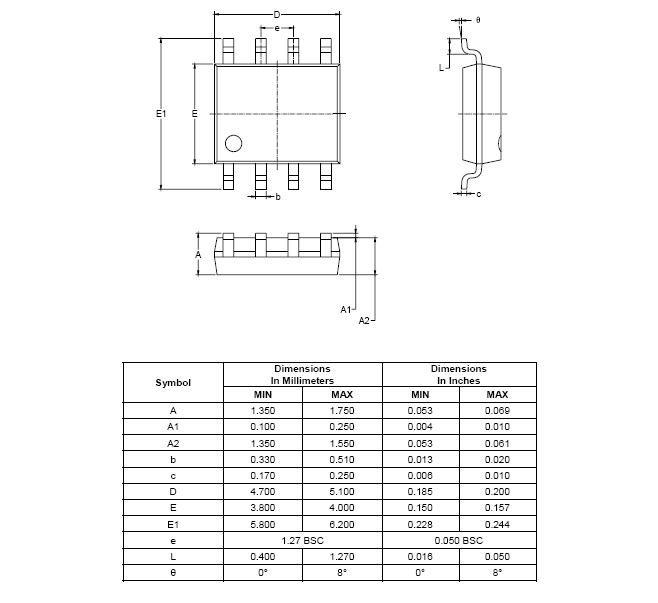 D
e
θ
L
E1
E
b
c
A
A1
A2
Symbol Dimensions In Millimeters Dimensions In Inches
MIN MAX MIN MAX
A 1.350 1.750 0.053 0.069
A1 0.100 0.250 0.004 0.010
A2 1.350 1.550 0.053 0.061
b 0.330 0.510 0.013 0.020
c 0.170 0.250 0.006 0.010
D 4.700 5.100 0.185 0.200
E 3.800 4.000 0.150 0.157
E1 5.800 6.200 0.228 0.244
e 1.27 BSC 0.050 BSC
L 0.400 1.270 0.016 0.050
θ 0° 8° 0° 8°